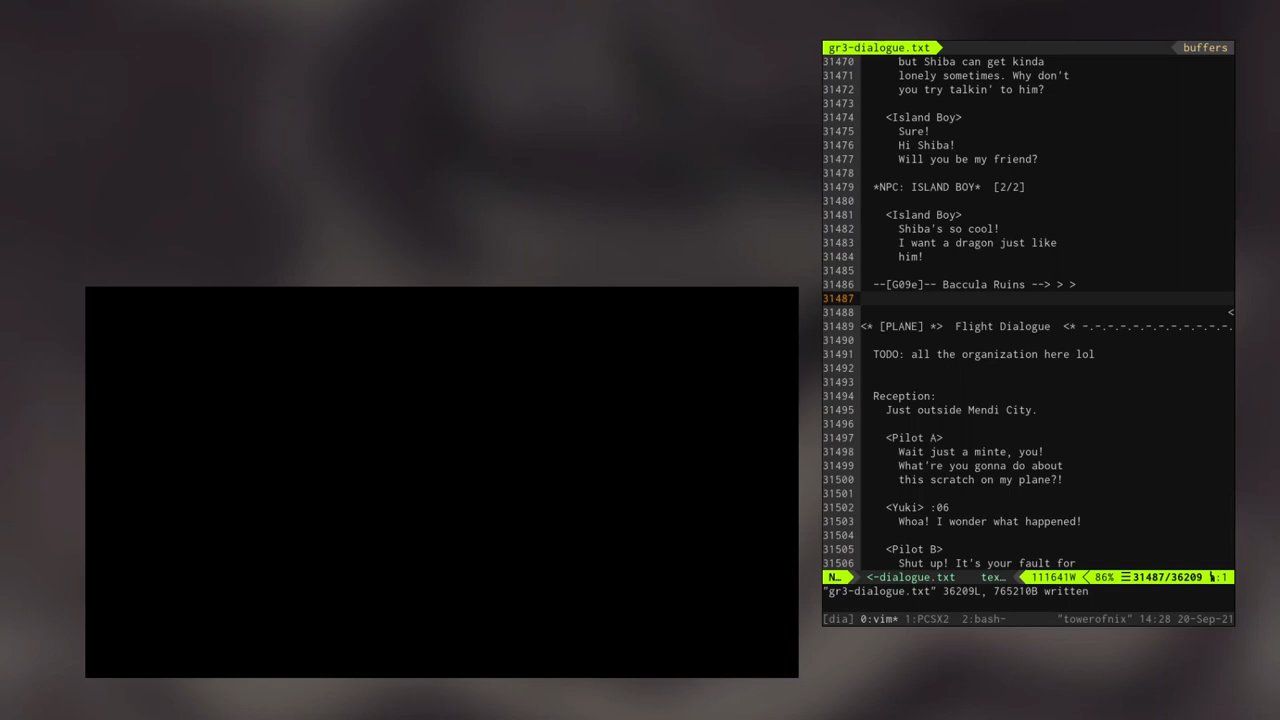 gr3-dialogue.txt buffers
31470 but Shiba can get kinda
31471 lonely sometimes. Why don't
31472 you try talkin' to him?
31473
31474 <Island Boy>
31475 Sure!
31476 Hi Shiba!
31477 Will you be my friend?
31478
31479 *NPC: ISLAND BOY* [2/2]
31480
31481 <Island Boy>
31482 Shiba's so cool!
31483 I want a dragon just like
31484 him!
31485
31486 --[G09e]-- Baccula Ruins --> > >
31487
31488 <
31489 <* [PLANE] *> Flight Dialogue <* -.-.-.-.-.-.-.-.-.-.-.-.
31490
31491 TODO: all the organization here lol
31492
31493
31494 Reception:
31495 Just outside Mendi City.
31496
31497 <Pilot A>
31498 Wait just a minte, you!
31499 What're you gonna do about
31500 this scratch on my plane?!
31501
31502 <Yuki> :06
31503 Whoa! I wonder what happened!
31504
31505 <Pilot B>
31506 Shut up! It's your fault for
N… <-dialogue.txt tex… 111641W 86% ☰31487/36209 :1
"gr3-dialogue.txt" 36209L, 765210B written
[dia] 0:vim* 1:PCSX2 2:bash- "towerofnix" 14:28 20-Sep-21